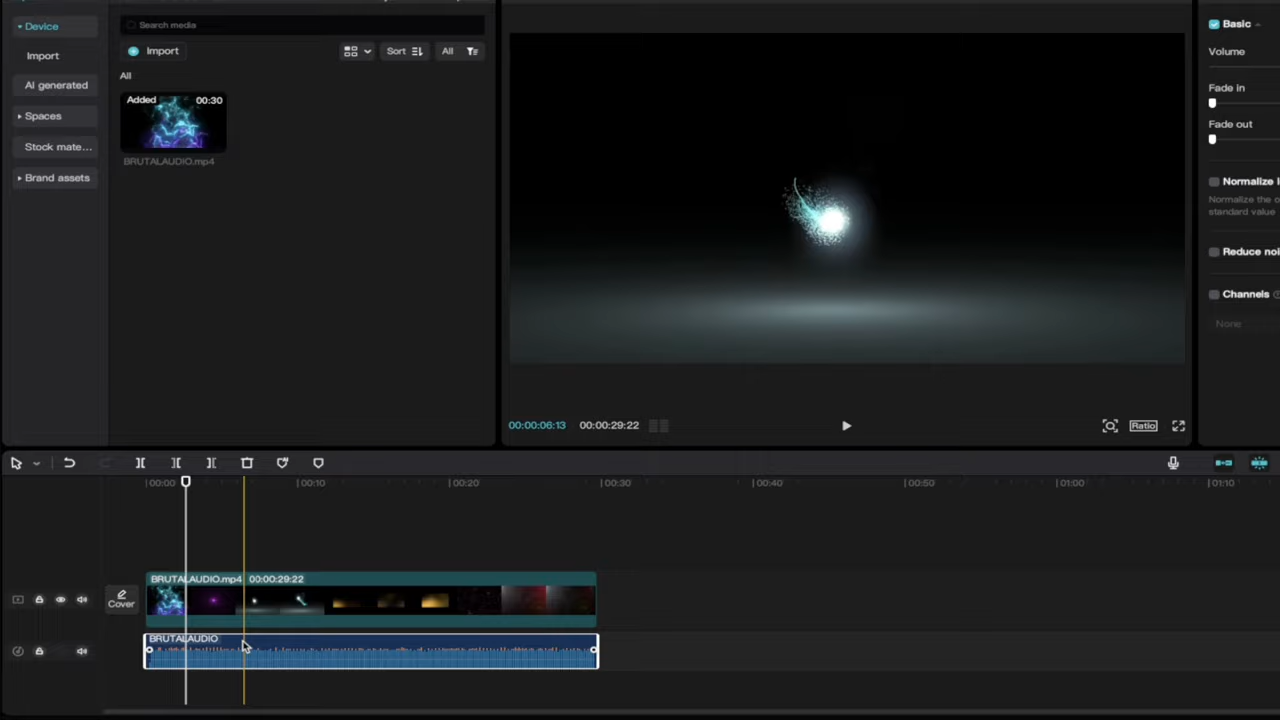 Device
Import
AI generated
Spaces
Stock mate...
Brand assets
Search media
Import
Sort
All
All
Added 00:30
BRUTALAUDIO.mp4
00:00:06:13 00:00:29:22
Ratio
Basic
Volume
Fade in
Fade out
Normalize l
Normalize the o
standard value
Reduce noi
Channels
None
00:00 00:10 00:20 00:30 00:40 00:50 01:00 01:10
Cover
BRUTALAUDIO.mp4 00:00:29:22
BRUTALAUDIO